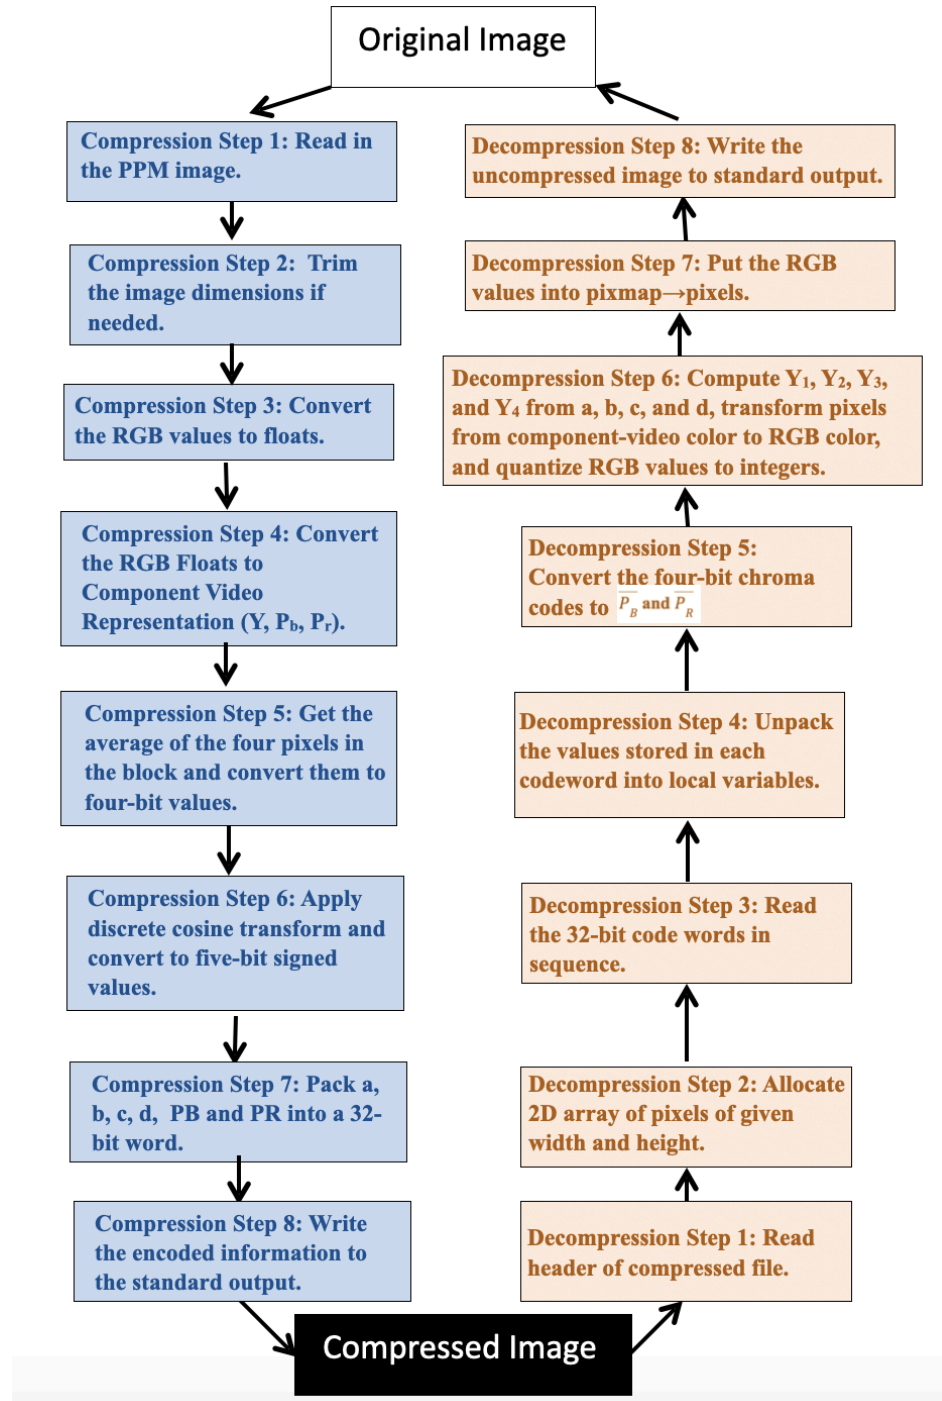 Original Image
Compression Step 1: Read in
the PPM image.
Compression Step 2:  Trim
the image dimensions if
needed.
Compression Step 3: Convert
the RGB values to floats.
Compression Step 4: Convert
the RGB Floats to
Component Video
Representation (Y, Pb, Pr).
Compression Step 5: Get the
average of the four pixels in
the block and convert them to
four-bit values.
Compression Step 6: Apply
discrete cosine transform and
convert to five-bit signed
values.
Compression Step 7: Pack a,
b, c, d,  PB and PR into a 32-
bit word.
Compression Step 8: Write
the encoded information to
the standard output.
Compressed Image
Decompression Step 1: Read
header of compressed file.
Decompression Step 2: Allocate
2D array of pixels of given
width and height.
Decompression Step 3: Read
the 32-bit code words in
sequence.
Decompression Step 4: Unpack
the values stored in each
codeword into local variables.
Decompression Step 5:
Convert the four-bit chroma
codes to P̅_B and P̅_R
Decompression Step 6: Compute Y₁, Y₂, Y₃,
and Y₄ from a, b, c, and d, transform pixels
from component-video color to RGB color,
and quantize RGB values to integers.
Decompression Step 7: Put the RGB
values into pixmap→pixels.
Decompression Step 8: Write the
uncompressed image to standard output.